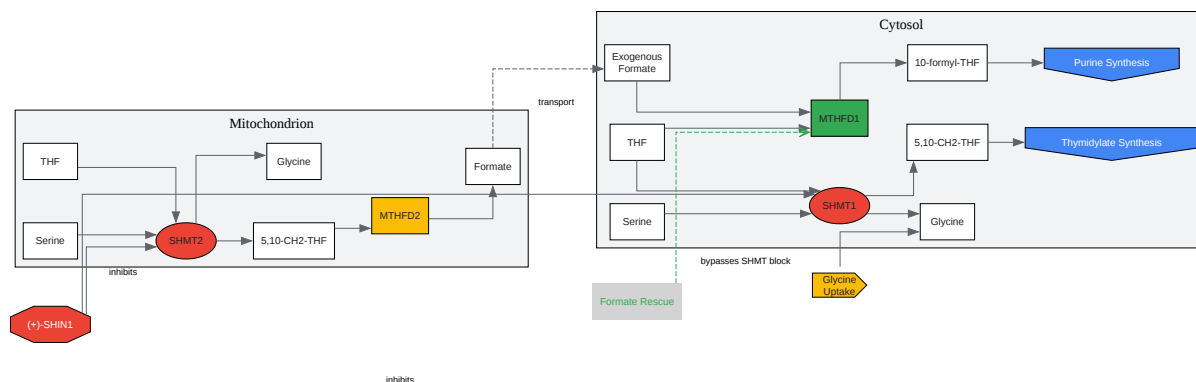 Cytosol
Exogenous
Formate
10-formyl-THF
Purine Synthesis
transport
MTHFD1
Mitochondrion
THF
Glycine
Formate
THF
5,10-CH2-THF
Thymidylate Synthesis
MTHFD2
SHMT1
Serine
Glycine
Serine
SHMT2
5,10-CH2-THF
inhibits
bypasses SHMT block
Glycine
Uptake
Formate Rescue
(+)-SHIN1
inhibits